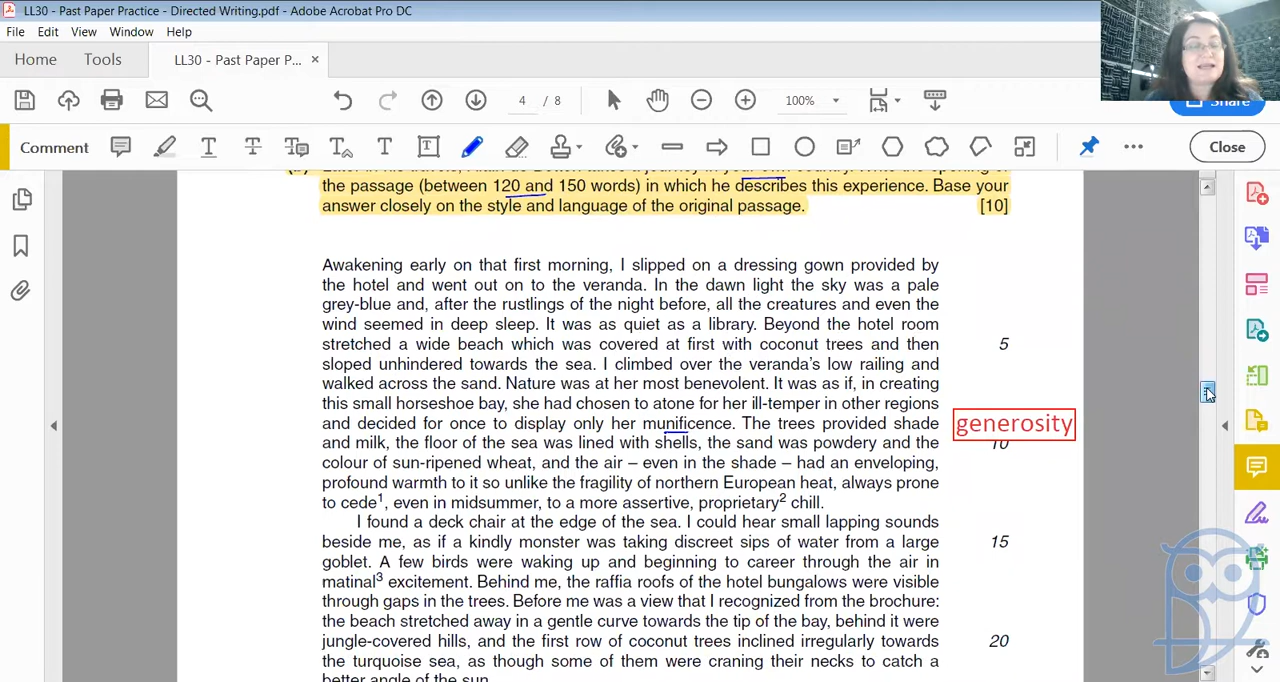 LL30 - Past Paper Practice - Directed Writing.pdf - Adobe Acrobat Pro DC
File Edit View Window Help
Home Tools LL30 - Past Paper P... ×
4 / 8 100%
Share
Comment Close
the passage (between 120 and 150 words) in which he describes this experience. Base your
answer closely on the style and language of the original passage. [10]
Awakening early on that first morning, I slipped on a dressing gown provided by
the hotel and went out on to the veranda. In the dawn light the sky was a pale
grey-blue and, after the rustlings of the night before, all the creatures and even the
wind seemed in deep sleep. It was as quiet as a library. Beyond the hotel room
stretched a wide beach which was covered at first with coconut trees and then 5
sloped unhindered towards the sea. I climbed over the veranda's low railing and
walked across the sand. Nature was at her most benevolent. It was as if, in creating
this small horseshoe bay, she had chosen to atone for her ill-temper in other regions
and decided for once to display only her munificence. The trees provided shade generosity
and milk, the floor of the sea was lined with shells, the sand was powdery and the 10
colour of sun-ripened wheat, and the air – even in the shade – had an enveloping,
profound warmth to it so unlike the fragility of northern European heat, always prone
to cede¹, even in midsummer, to a more assertive, proprietary² chill.
I found a deck chair at the edge of the sea. I could hear small lapping sounds
beside me, as if a kindly monster was taking discreet sips of water from a large 15
goblet. A few birds were waking up and beginning to career through the air in
matinal³ excitement. Behind me, the raffia roofs of the hotel bungalows were visible
through gaps in the trees. Before me was a view that I recognized from the brochure:
the beach stretched away in a gentle curve towards the tip of the bay, behind it were
jungle-covered hills, and the first row of coconut trees inclined irregularly towards 20
the turquoise sea, as though some of them were craning their necks to catch a
better angle of the sun.